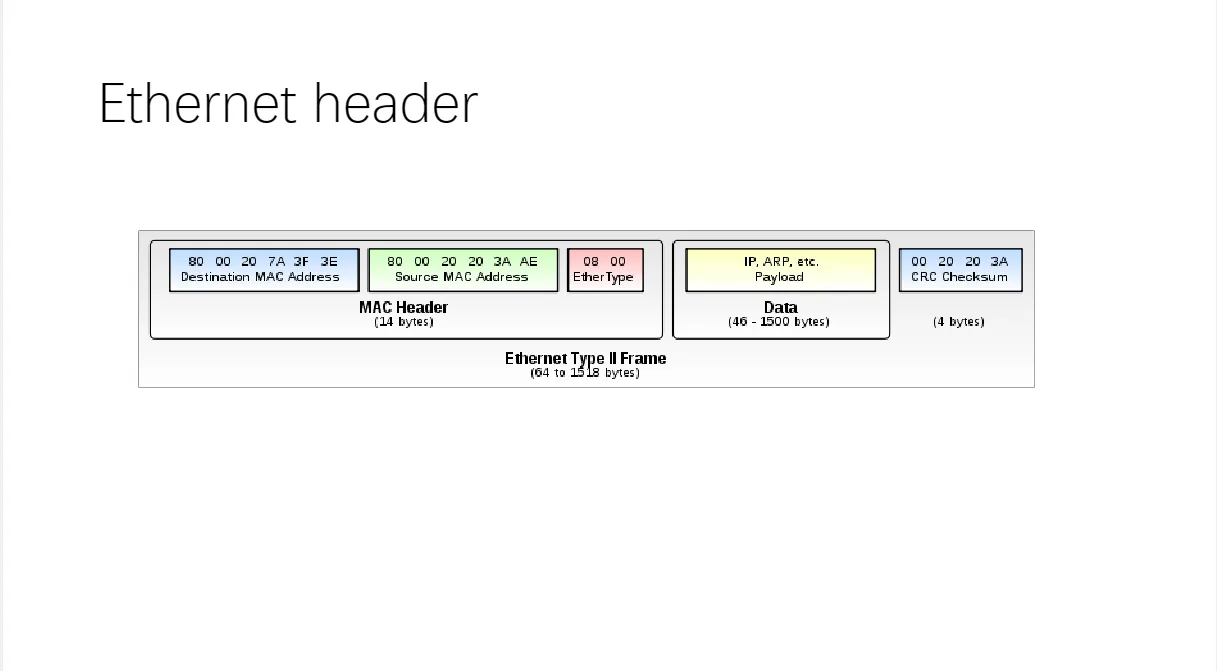 Ethernet header
80 00 20 7A 3F 3E
Destination MAC Address
80 00 20 20 3A AE
Source MAC Address
08 00
EtherType
IP, ARP, etc.
Payload
00 20 20 3A
CRC Checksum
MAC Header
(14 bytes)
Data
(46 - 1500 bytes)
(4 bytes)
Ethernet Type II Frame
(64 to 1518 bytes)